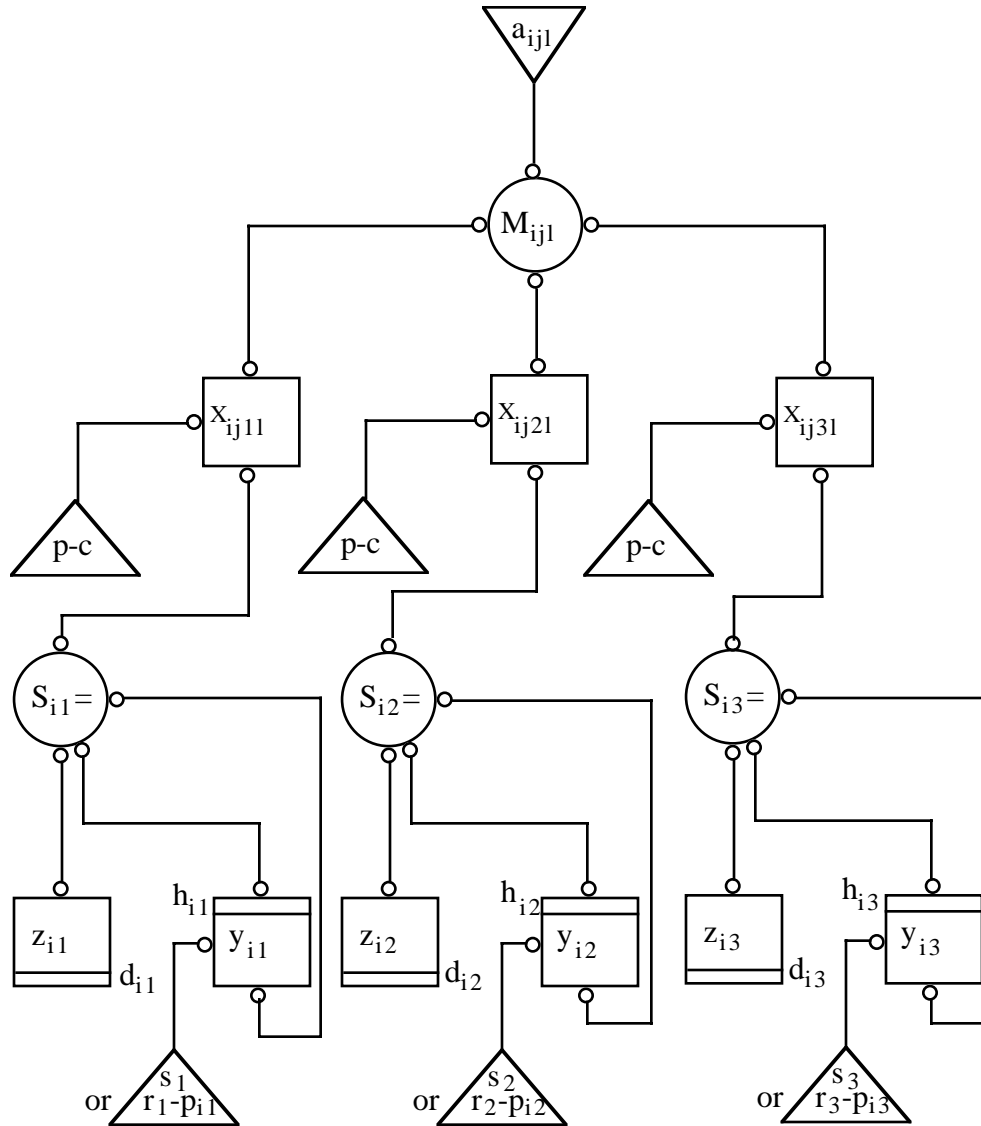 a_ijl
M_ijl
x_ij1l x_ij2l x_ij3l
p-c p-c p-c
S_i1= S_i2= S_i3=
h_i1 h_i2 h_i3
z_i1 y_i1 z_i2 y_i2 z_i3 y_i3
d_i1 d_i2 d_i3
s_1 s_2 s_3
or r_1-p_i1 or r_2-p_i2 or r_3-p_i3